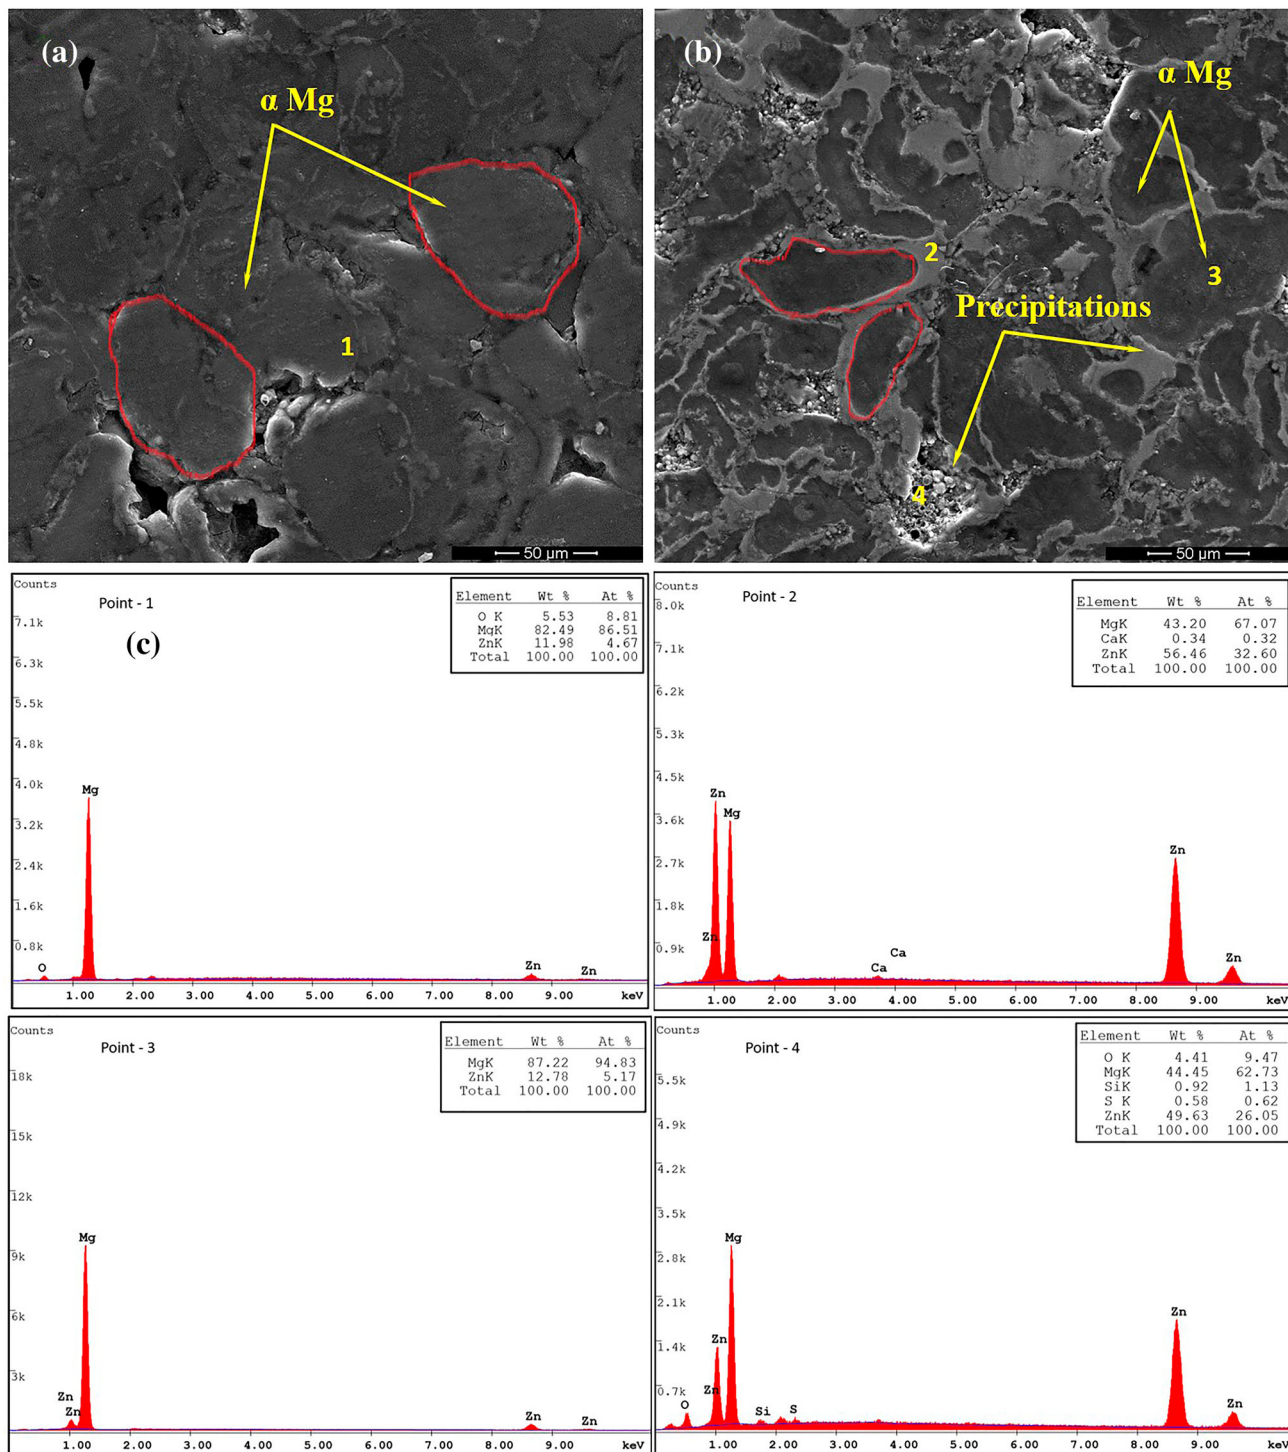 (a)
α Mg
1
50 µm
(b)
α Mg
2
3
Precipitations
4
50 µm
Counts
Point - 1
(c)
Element Wt % At %
O K 5.53 8.81
MgK 82.49 86.51
ZnK 11.98 4.67
Total 100.00 100.00
7.1k
6.3k
5.5k
4.8k
4.0k
3.2k
2.4k
1.6k
0.8k
Mg
O
Zn
Zn
1.00 2.00 3.00 4.00 5.00 6.00 7.00 8.00 9.00 keV
Counts
Point - 2
Element Wt % At %
MgK 43.20 67.07
CaK 0.34 0.32
ZnK 56.46 32.60
Total 100.00 100.00
8.0k
7.1k
6.2k
5.3k
4.5k
3.6k
2.7k
1.8k
0.9k
Zn
Mg
Zn
Zn
Ca
Ca
Zn
1.00 2.00 3.00 4.00 5.00 6.00 7.00 8.00 9.00 keV
Counts
Point - 3
Element Wt % At %
MgK 87.22 94.83
ZnK 12.78 5.17
Total 100.00 100.00
18k
15k
12k
9k
6k
3k
Mg
Zn
Zn
Zn
Zn
1.00 2.00 3.00 4.00 5.00 6.00 7.00 8.00 9.00 keV
Counts
Point - 4
Element Wt % At %
O K 4.41 9.47
MgK 44.45 62.73
SiK 0.92 1.13
S K 0.58 0.62
ZnK 49.63 26.05
Total 100.00 100.00
5.5k
4.9k
4.2k
3.5k
2.8k
2.1k
1.4k
0.7k
Mg
Zn
Zn
Zn
O
Si
S
Zn
1.00 2.00 3.00 4.00 5.00 6.00 7.00 8.00 9.00 keV